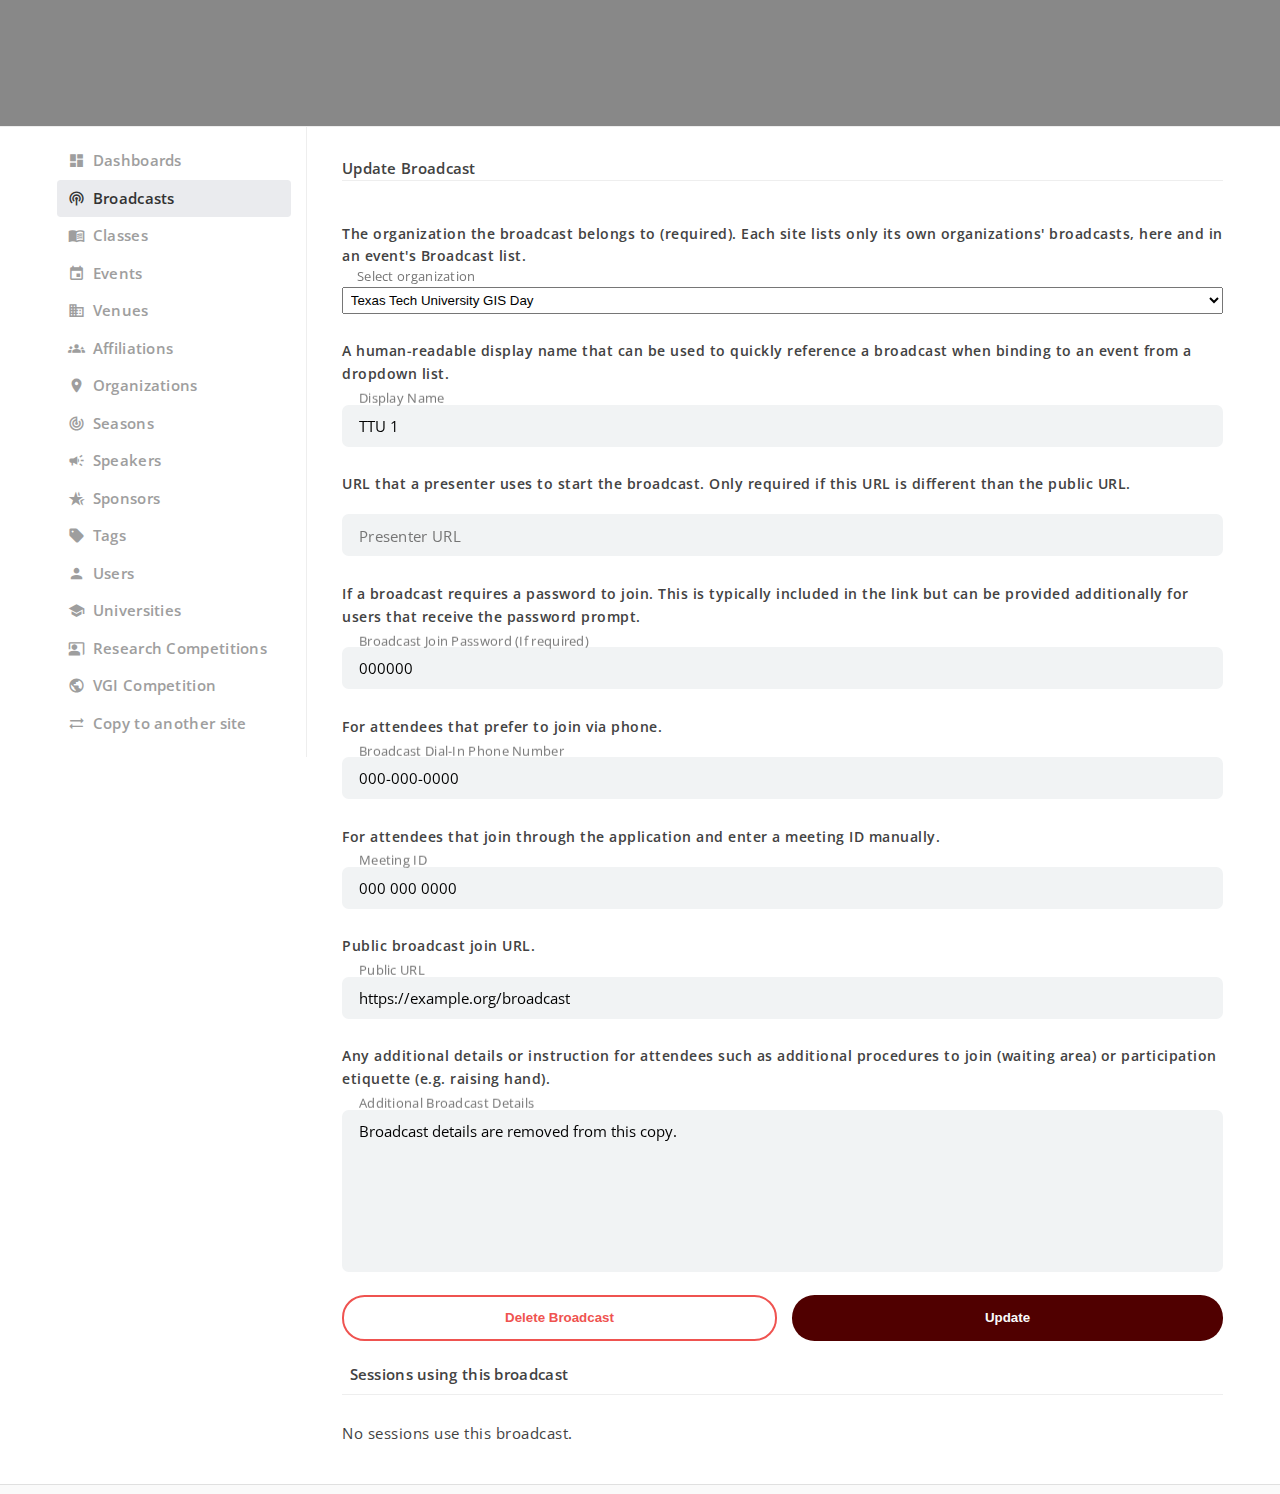 Dashboards
Broadcasts
Classes
Events
Venues
Affiliations
Organizations
Seasons
Speakers
Sponsors
Tags
Users
Universities
Research Competitions
VGI Competition
Copy to another site
Update Broadcast
The organization the broadcast belongs to (required). Each site lists only its own organizations' broadcasts, here and in
an event's Broadcast list.
Select organization
Texas Tech University GIS Day
A human-readable display name that can be used to quickly reference a broadcast when binding to an event from a
dropdown list.
Display Name
TTU 1
URL that a presenter uses to start the broadcast. Only required if this URL is different than the public URL.
Presenter URL
If a broadcast requires a password to join. This is typically included in the link but can be provided additionally for
users that receive the password prompt.
Broadcast Join Password (If required)
000000
For attendees that prefer to join via phone.
Broadcast Dial-In Phone Number
000-000-0000
For attendees that join through the application and enter a meeting ID manually.
Meeting ID
000 000 0000
Public broadcast join URL.
Public URL
https://example.org/broadcast
Any additional details or instruction for attendees such as additional procedures to join (waiting area) or participation
etiquette (e.g. raising hand).
Additional Broadcast Details
Broadcast details are removed from this copy.
Delete Broadcast
Update
Sessions using this broadcast
No sessions use this broadcast.